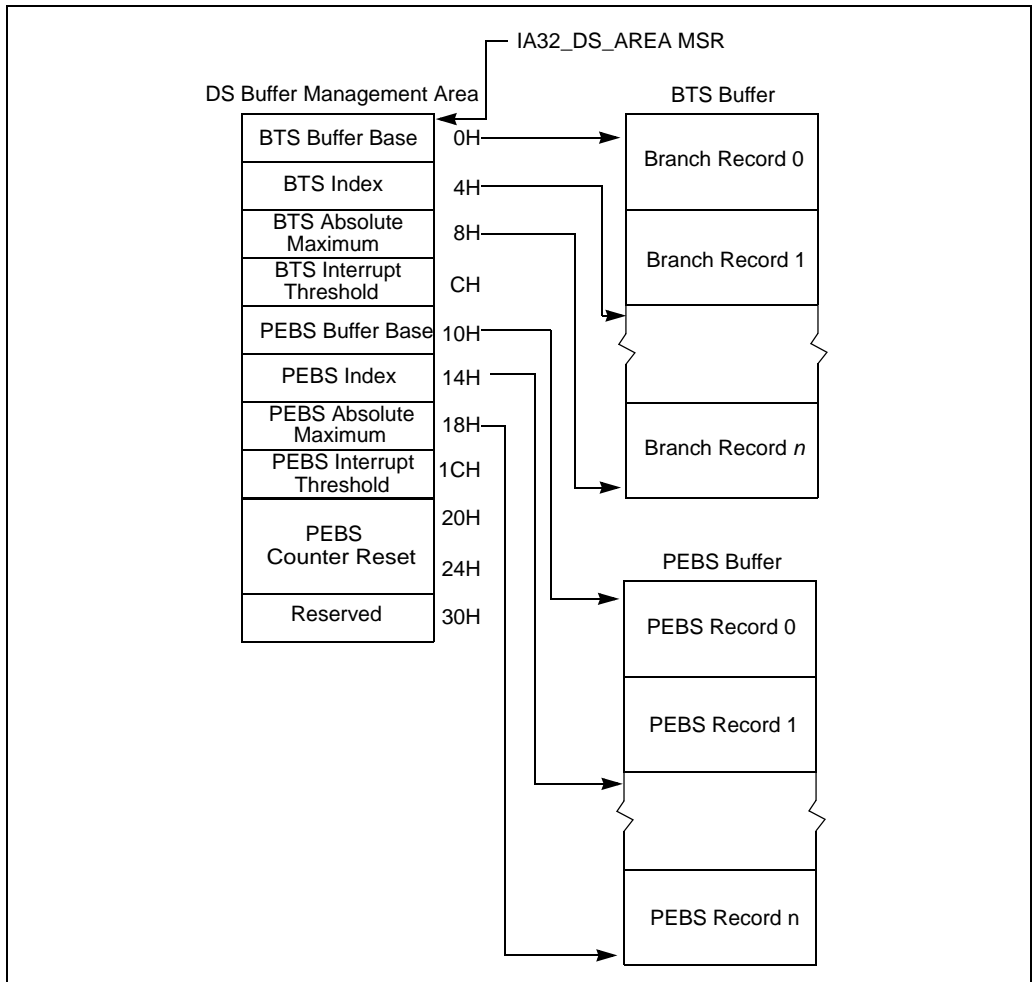 IA32_DS_AREA MSR
DS Buffer Management Area
BTS Buffer Base 0H
BTS Index 4H
BTS Absolute
Maximum 8H
BTS Interrupt
Threshold CH
PEBS Buffer Base 10H
PEBS Index 14H
PEBS Absolute
Maximum 18H
PEBS Interrupt
Threshold 1CH
PEBS
Counter Reset
20H
24H
Reserved 30H
BTS Buffer
Branch Record 0
Branch Record 1
Branch Record n
PEBS Buffer
PEBS Record 0
PEBS Record 1
PEBS Record n